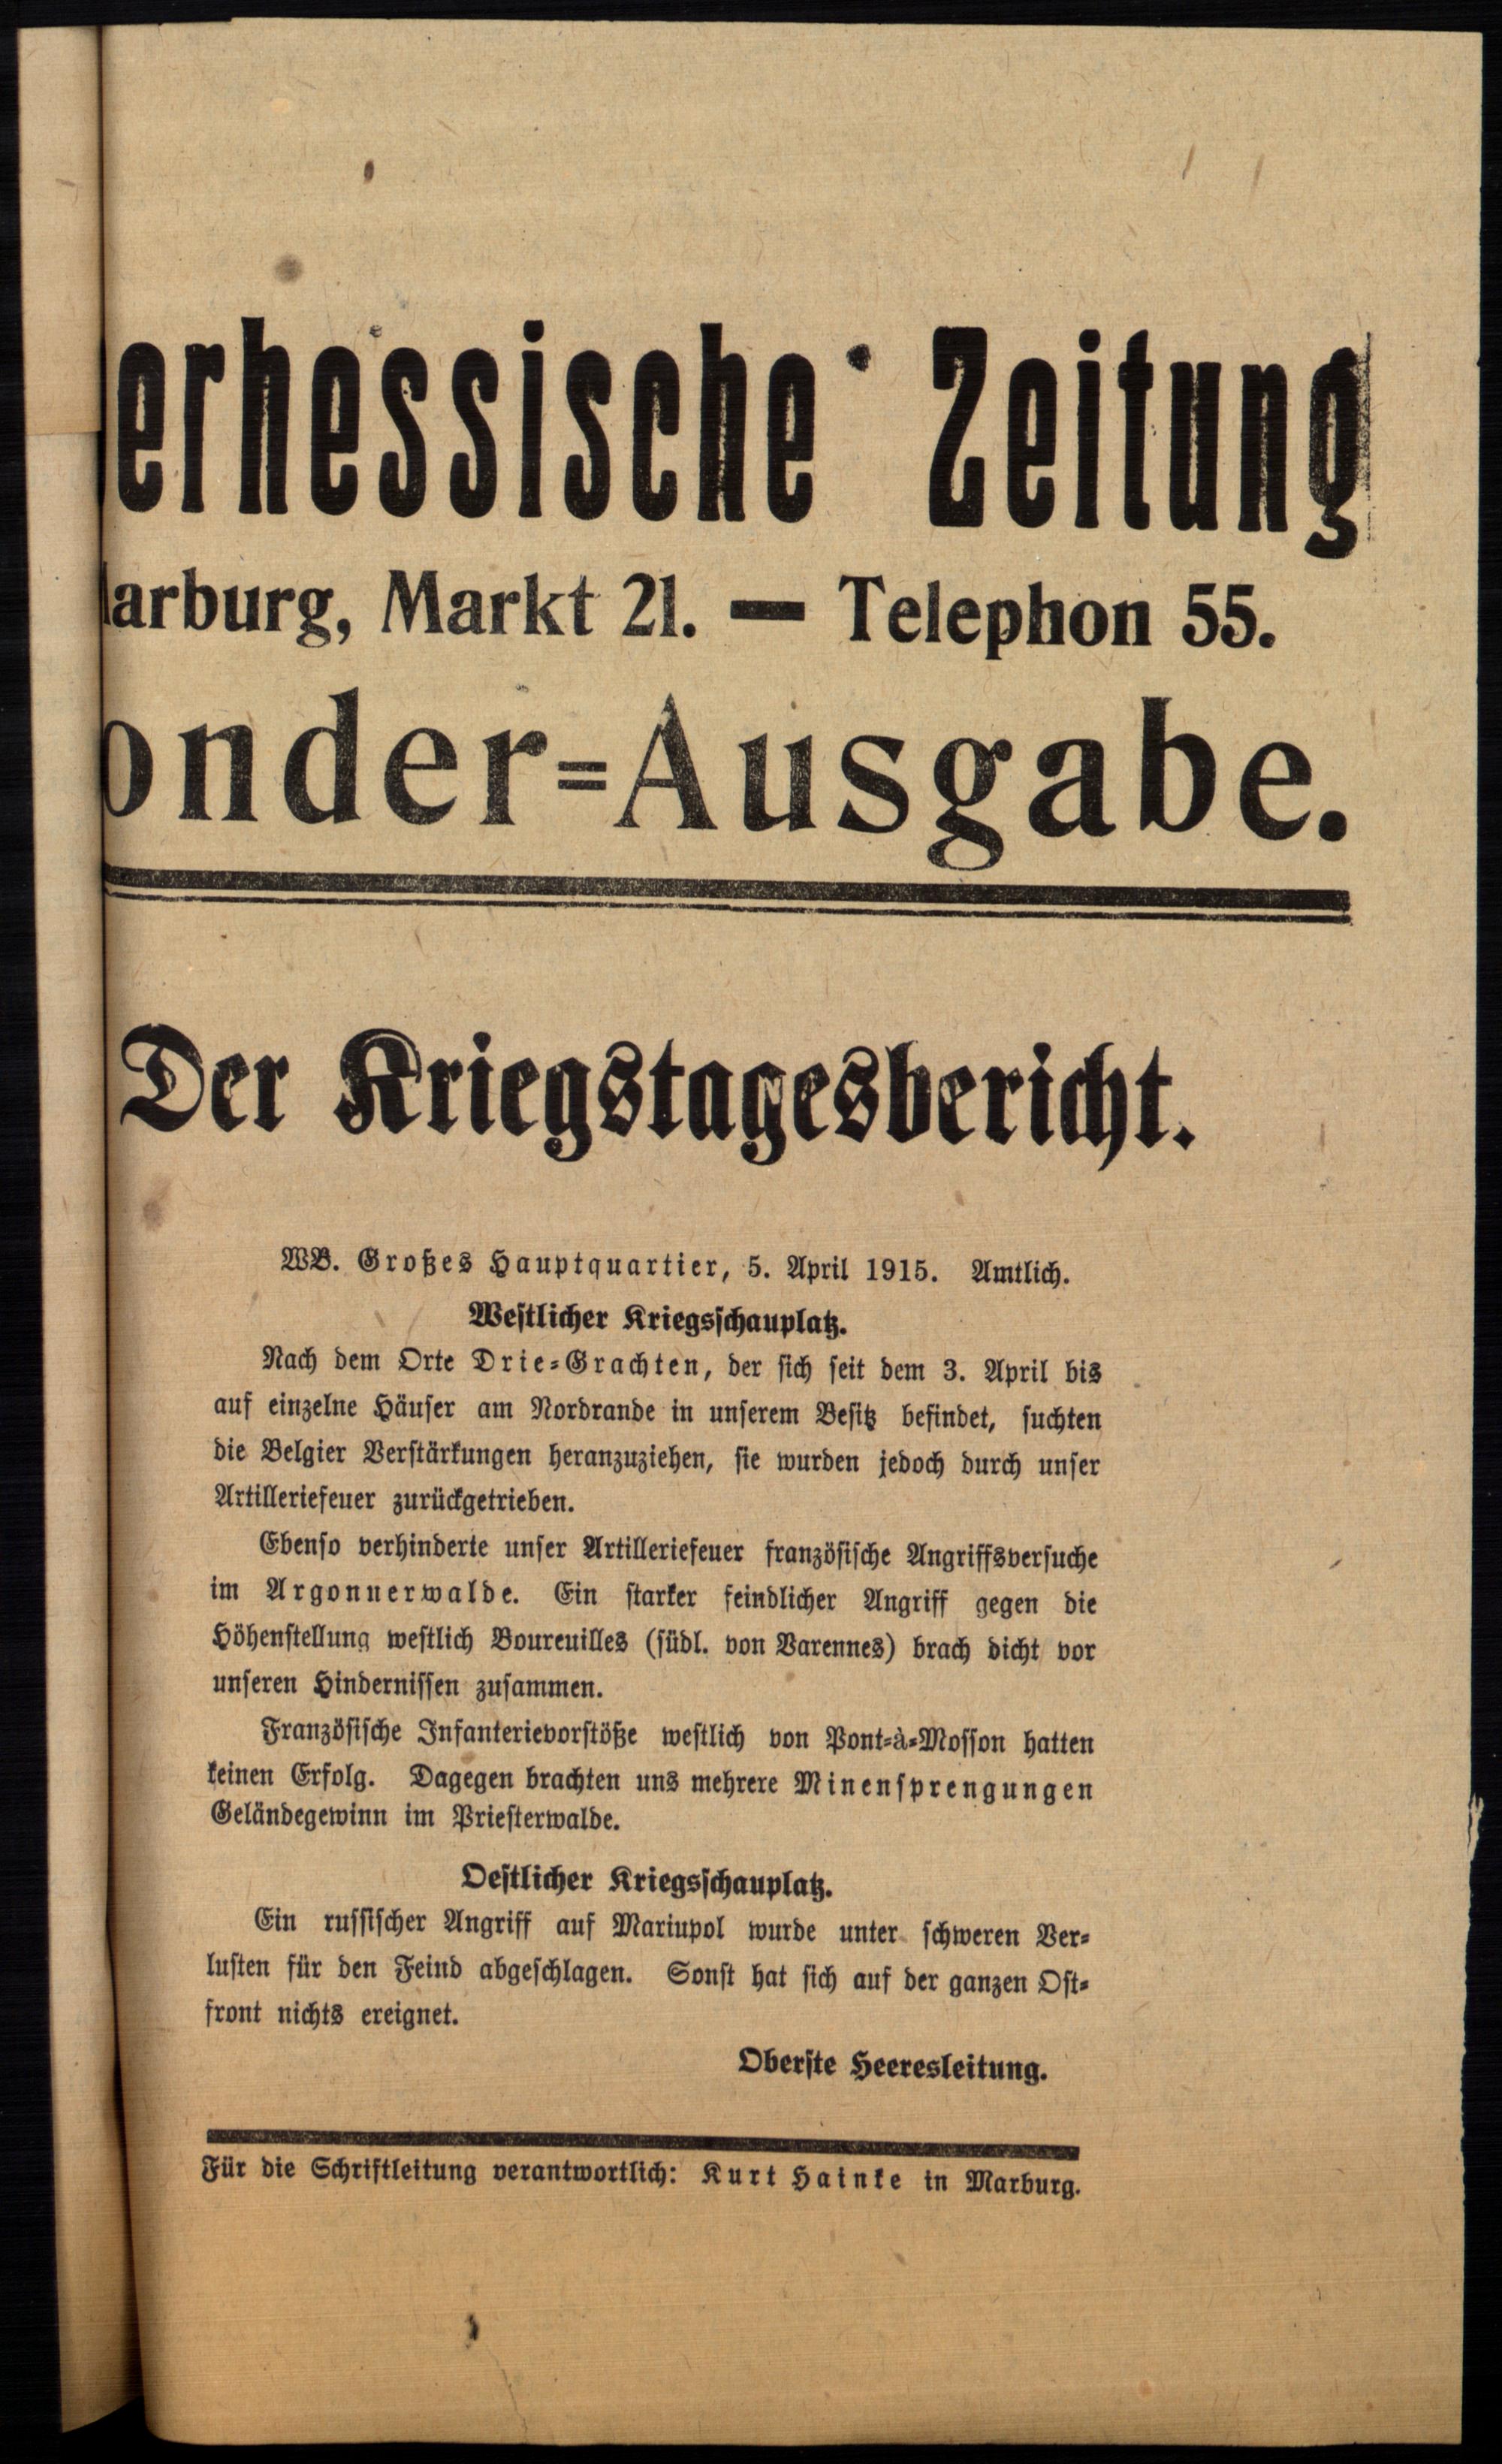 erhessische Zeitung
arburg, Markt 21. — Telephon 55.
onder=Ausgabe.
Der Kriegstagesbericht.
WB. Großes Hauptquartier, 5. April 1915. Amtlich.
Westlicher Kriegsschauplatz.
Nach dem Orte Drie=Grachten, der sich seit dem 3. April bis
auf einzelne Häuser am Nordrande in unserem Besitz befindet, suchten
die Belgier Verstärkungen heranzuziehen, sie wurden jedoch durch unser
Artilleriefeuer zurückgetrieben.
Ebenso verhinderte unser Artilleriefeuer französische Angriffsversuche
im Argonnerwalde. Ein starker feindlicher Angriff gegen die
Höhenstellung westlich Boureuilles (südl. von Varennes) brach dicht vor
unseren Hindernissen zusammen.
Französische Infanterievorstöße westlich von Pont=à=Mosson hatten
keinen Erfolg. Dagegen brachten uns mehrere Minensprengungen
Geländegewinn im Priesterwalde.
Oestlicher Kriegsschauplatz.
Ein russischer Angriff auf Mariupol wurde unter schweren Ver=
lusten für den Feind abgeschlagen. Sonst hat sich auf der ganzen Ost=
front nichts ereignet.
Oberste Heeresleitung.
Für die Schriftleitung verantwortlich: Kurt Hainke in Marburg.